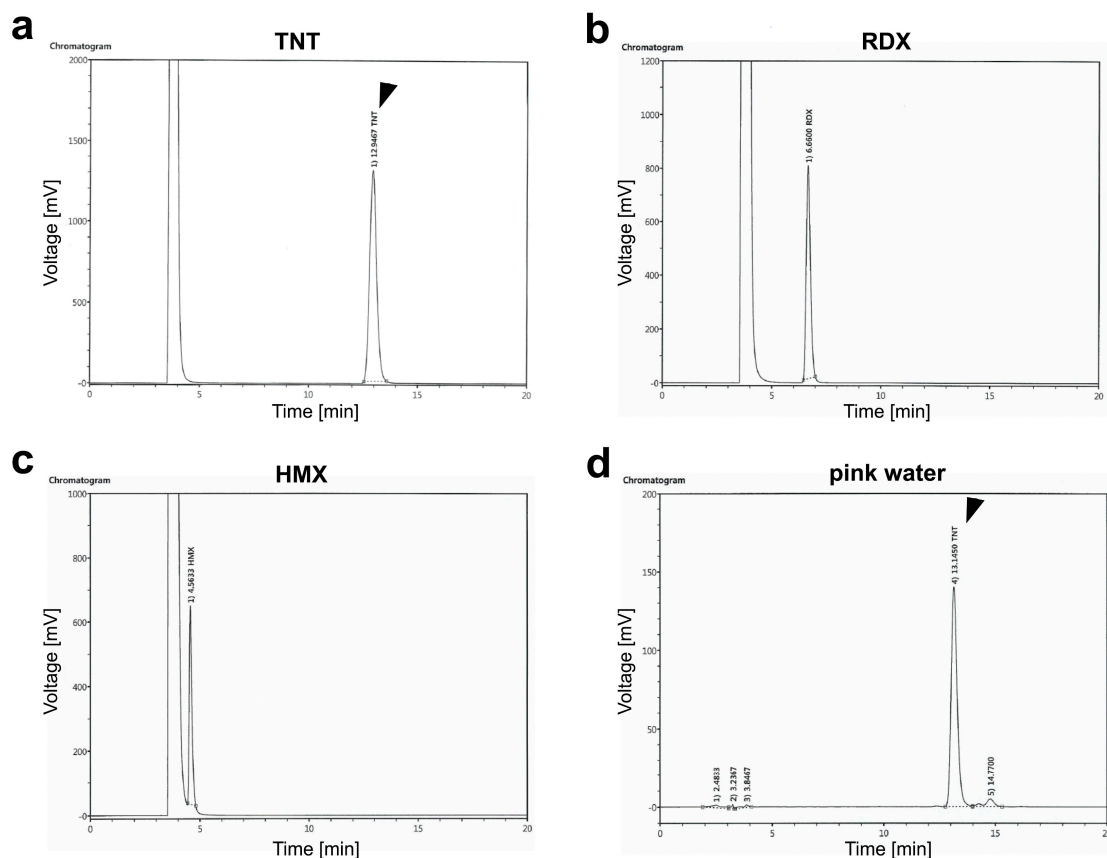 a
TNT
Chromatogram
2000
1500
1000
500
-0
Voltage [mV]
1) 12.9467 TNT
0
5
10
15
20
Time [min]
b
RDX
Chromatogram
1200
1000
800
600
400
200
-0
Voltage [mV]
1) 6.6600 RDX
0
5
10
15
20
Time [min]
c
HMX
Chromatogram
1000
800
600
400
200
-0
Voltage [mV]
1) 4.5633 HMX
0
5
10
15
20
Time [min]
d
pink water
Chromatogram
200
150
100
50
-0
Voltage [mV]
1) 2.4833
2) 3.2367
3) 3.8467
4) 13.1450 TNT
5) 14.7700
0
5
10
15
20
Time [min]